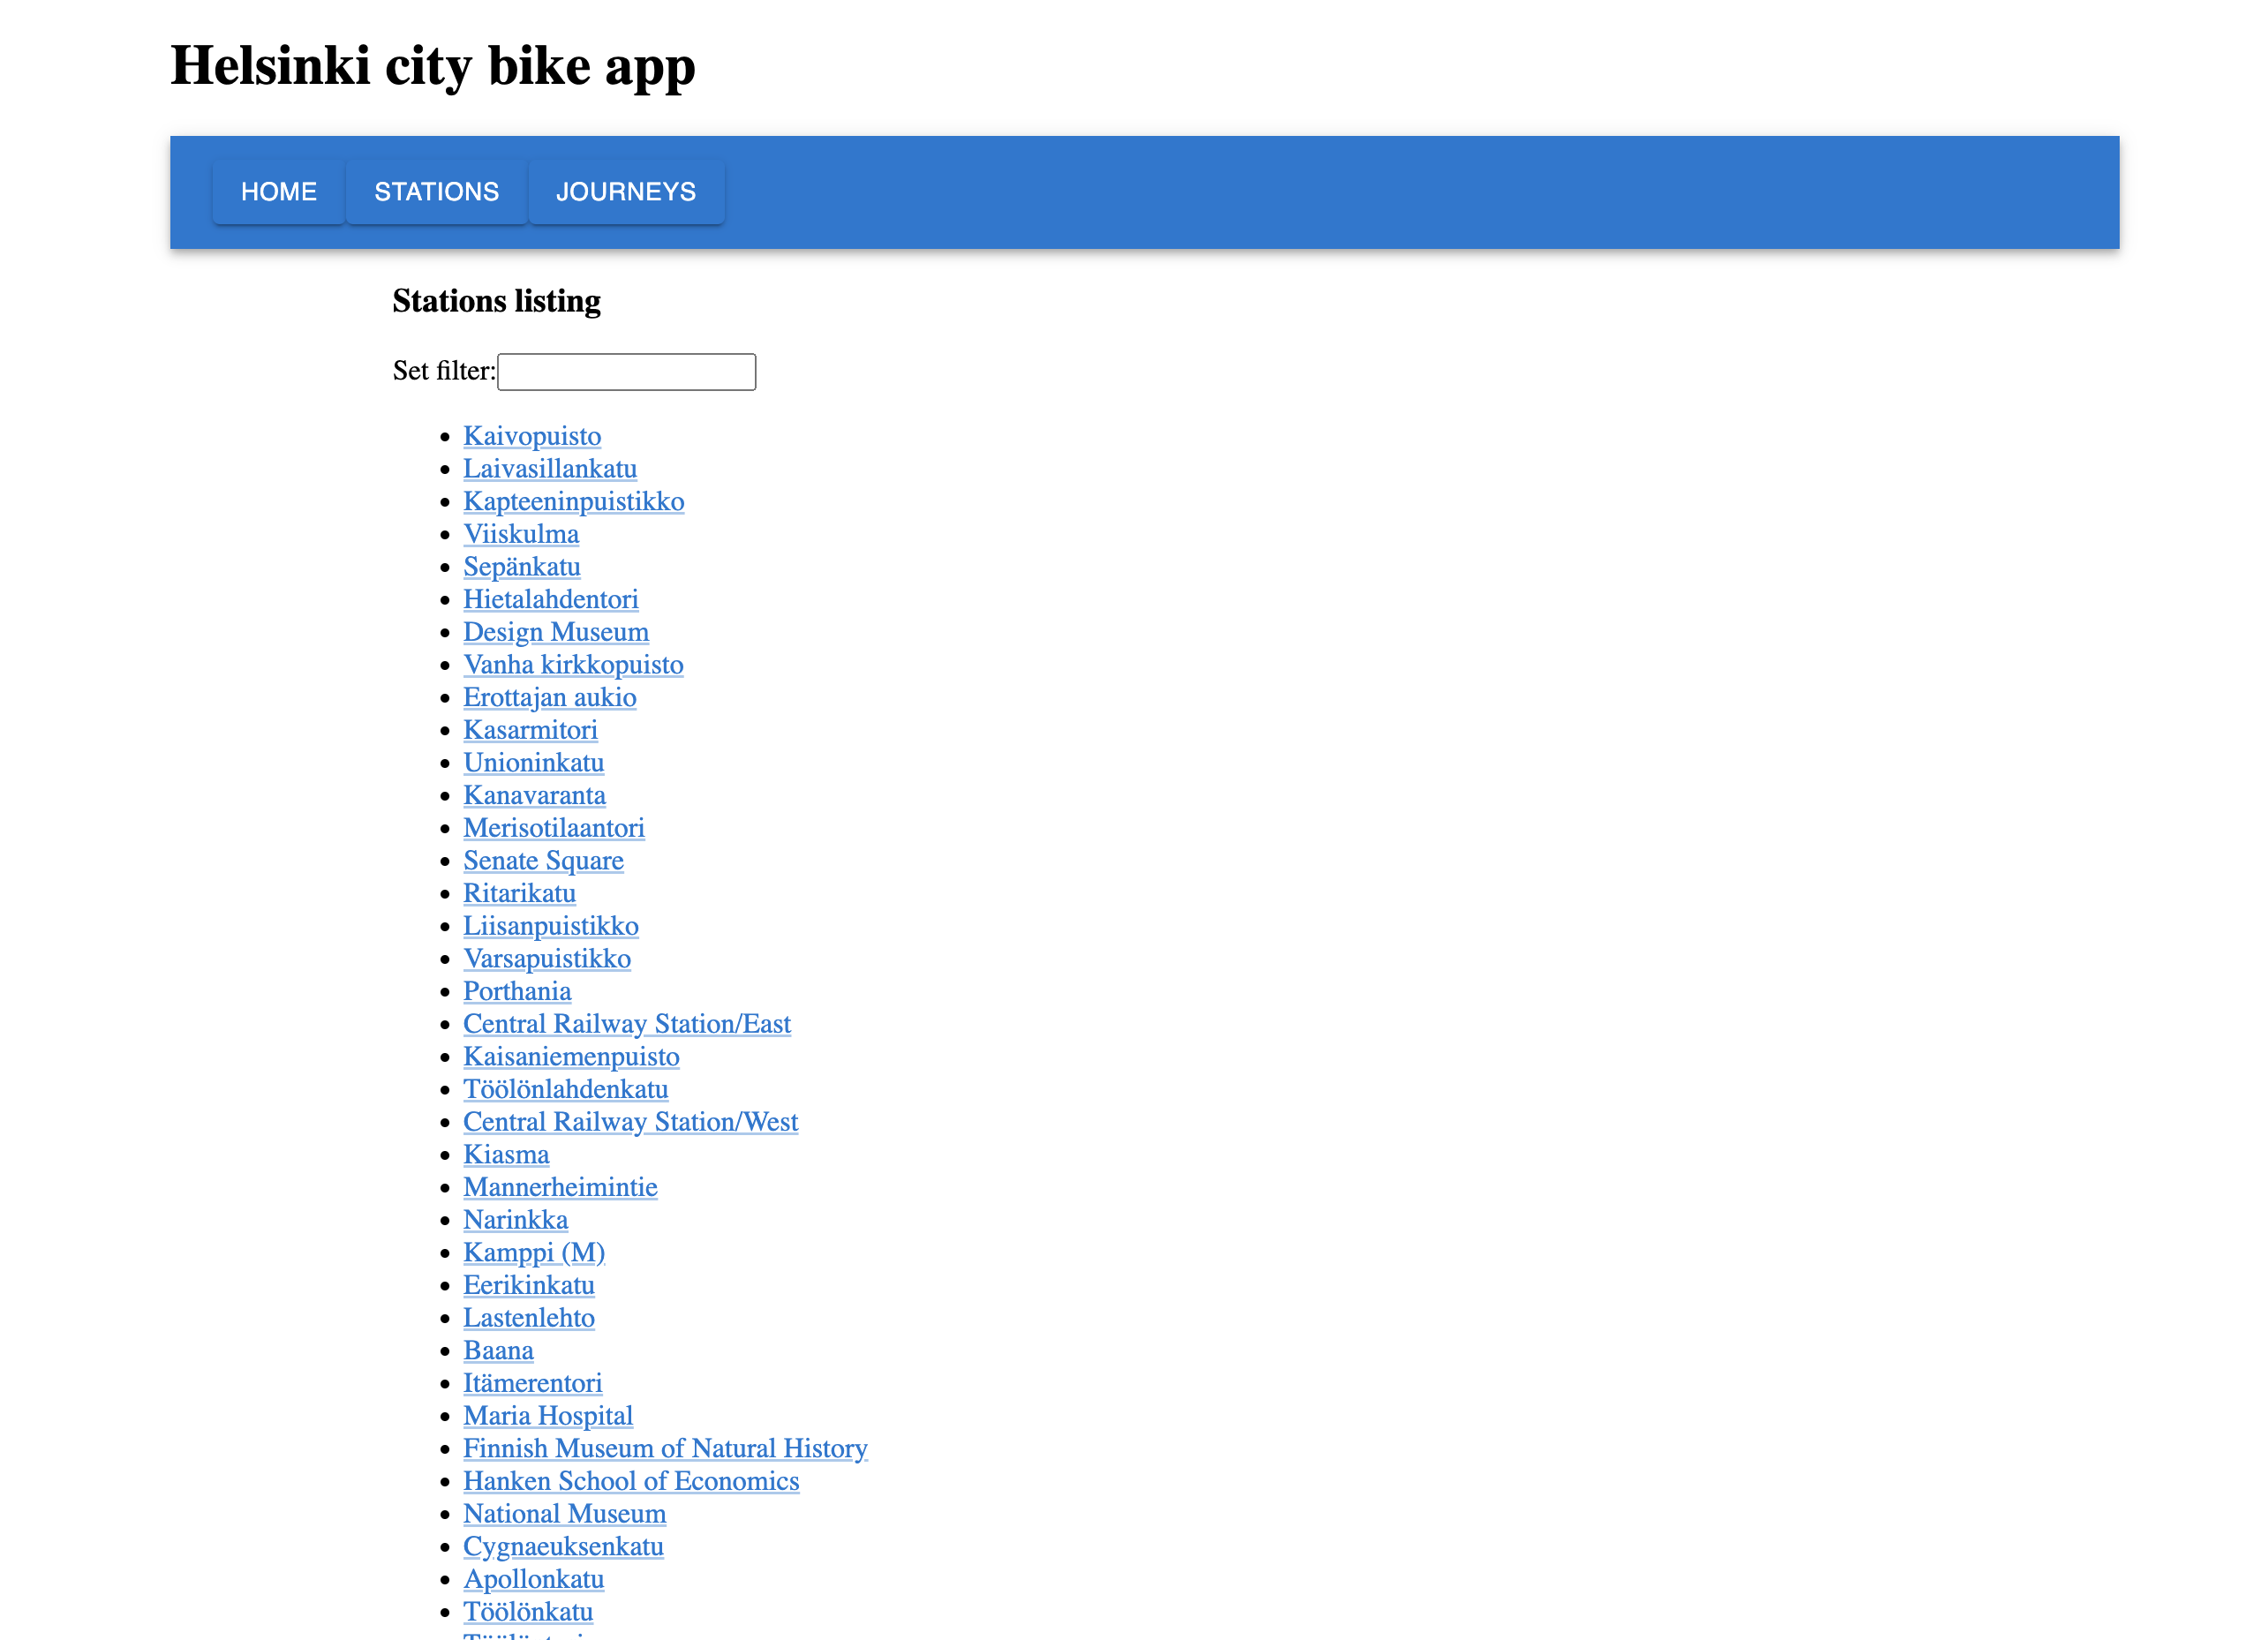 Helsinki city bike app
HOME STATIONS JOURNEYS
Stations listing
Set filter:
Kaivopuisto
Laivasillankatu
Kapteeninpuistikko
Viiskulma
Sepänkatu
Hietalahdentori
Design Museum
Vanha kirkkopuisto
Erottajan aukio
Kasarmitori
Unioninkatu
Kanavaranta
Merisotilaantori
Senate Square
Ritarikatu
Liisanpuistikko
Varsapuistikko
Porthania
Central Railway Station/East
Kaisaniemenpuisto
Töölönlahdenkatu
Central Railway Station/West
Kiasma
Mannerheimintie
Narinkka
Kamppi (M)
Eerikinkatu
Lastenlehto
Baana
Itämerentori
Maria Hospital
Finnish Museum of Natural History
Hanken School of Economics
National Museum
Cygnaeuksenkatu
Apollonkatu
Töölönkatu